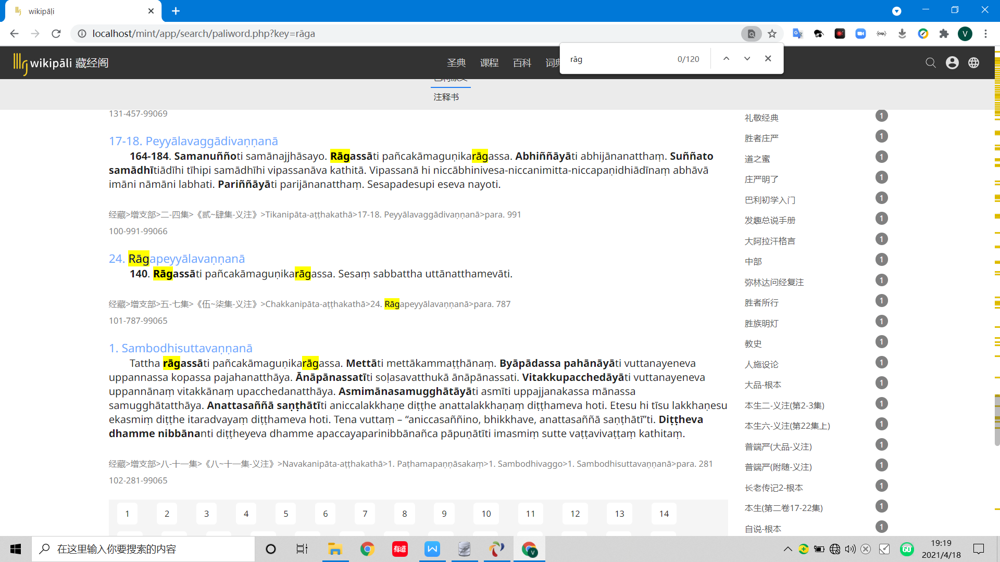 wikipāḷi
localhost/mint/app/search/paliword.php?key=rāga
V
rāg 0/120
wikipāli 藏经阁
圣典 课程 百科 词典
巴利原文
注释书
131-457-99069
17-18. Peyyālavaggādivaṇṇanā
164-184. Samanuññoti samānajjhāsayo. Rāgassāti pañcakāmaguṇikarāgassa. Abhiññāyāti abhijānanatthaṃ. Suññato
samādhītiādīhi tīhipi samādhīhi vipassanāva kathitā. Vipassanā hi niccābhinivesa-niccanimitta-niccapaṇidhiādīnaṃ abhāvā
imāni nāmāni labhati. Pariññāyāti parijānanatthaṃ. Sesapadesupi eseva nayoti.
经藏>增支部>二-四集>《贰~肆集-义注》>Tikanipāta-aṭṭhakathā>17-18. Peyyālavaggādivaṇṇanā>para. 991
100-991-99066
24. Rāgapeyyālavaṇṇanā
140. Rāgassāti pañcakāmaguṇikarāgassa. Sesaṃ sabbattha uttānatthamevāti.
经藏>增支部>五-七集>《伍~柒集-义注》>Chakkanipāta-aṭṭhakathā>24. Rāgapeyyālavaṇṇanā>para. 787
101-787-99065
1. Sambodhisuttavaṇṇanā
Tattha rāgassāti pañcakāmaguṇikarāgassa. Mettāti mettākammaṭṭhānaṃ. Byāpādassa pahānāyāti vuttanayeneva
uppannassa kopassa pajahanatthāya. Ānāpānassatīti soḷasavatthukā ānāpānassati. Vitakkupacchedāyāti vuttanayeneva
uppannānaṃ vitakkānaṃ upacchedanatthāya. Asmimānasamugghātāyāti asmīti uppajjanakassa mānassa
samugghātatthāya. Anattasaññā saṇṭhātīti aniccalakkhaṇe diṭṭhe anattalakkhaṇaṃ diṭṭhameva hoti. Etesu hi tīsu lakkhaṇesu
ekasmiṃ diṭṭhe itaradvayaṃ diṭṭhameva hoti. Tena vuttaṃ – “aniccasaññino, bhikkhave, anattasaññā saṇṭhātī”ti. Diṭṭheva
dhamme nibbānanti diṭṭheyeva dhamme apaccayaparinibbānañca pāpuṇātīti imasmiṃ sutte vaṭṭavivaṭṭaṃ kathitaṃ.
经藏>增支部>八-十一集>《八~十一集-义注》>Navakanipāta-aṭṭhakathā>1. Paṭhamapaṇṇāsakaṃ>1. Sambodhivaggo>1. Sambodhisuttavaṇṇanā>para. 281
102-281-99065
1 2 3 4 5 6 7 8 9 10 11 12 13 14
礼敬经典 1
胜者庄严 1
道之蜜 1
庄严明了 1
巴利初学入门 1
发趣总说手册 1
大阿拉汗格言 1
中部 1
弥林达问经复注 1
胜者所行 1
胜族明灯 1
教史 1
人施设论 1
大品-根本 1
本生二-义注(第2-3集) 1
本生六-义注(第22集上) 1
普端严(大品-义注) 1
普端严(附随-义注) 1
长老传记2-根本 1
本生(第二卷17-22集) 1
自说-根本 1
在这里输入你要搜索的内容
有道
60
19:19
2021/4/18